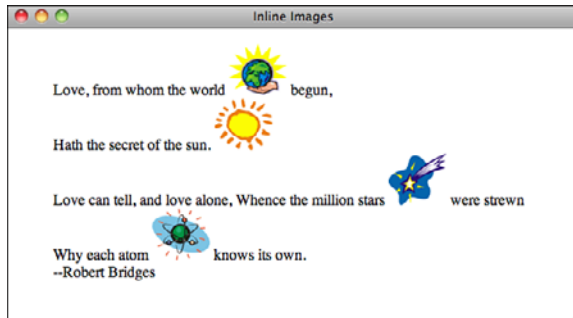 Inline Images
Love, from whom the world begun,
Hath the secret of the sun.
Love can tell, and love alone, Whence the million stars were strewn
Why each atom knows its own.
--Robert Bridges